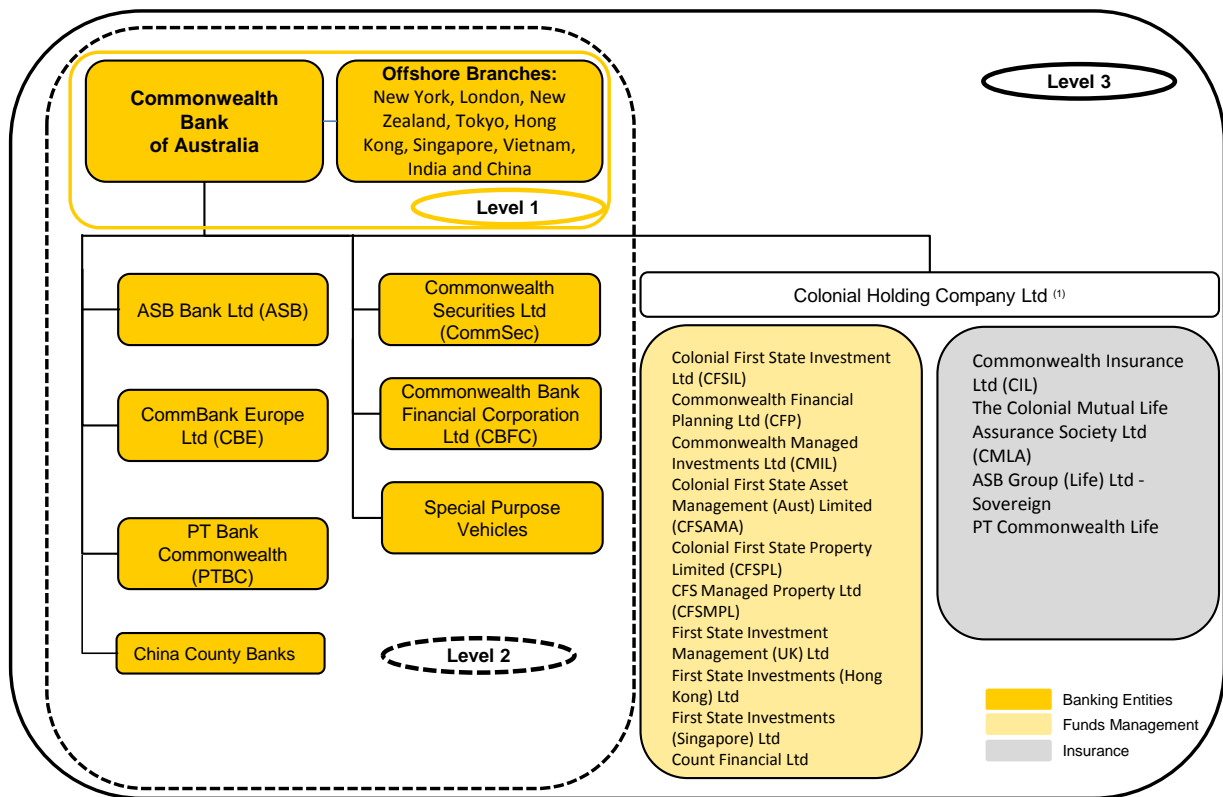 Commonwealth
Bank
of Australia
Offshore Branches:
New York, London, New
Zealand, Tokyo, Hong
Kong, Singapore, Vietnam,
India and China
Level 3
Level 1
ASB Bank Ltd (ASB)
Commonwealth
Securities Ltd
(CommSec)
Colonial Holding Company Ltd (1)
CommBank Europe
Ltd (CBE)
Commonwealth Bank
Financial Corporation
Ltd (CBFC)
PT Bank
Commonwealth
(PTBC)
Special Purpose
Vehicles
China County Banks
Level 2
Colonial First State Investment
Ltd (CFSIL)
Commonwealth Financial
Planning Ltd (CFP)
Commonwealth Managed
Investments Ltd (CMIL)
Colonial First State Asset
Management (Aust) Limited
(CFSAMA)
Colonial First State Property
Limited (CFSPL)
CFS Managed Property Ltd
(CFSMPL)
First State Investment
Management (UK) Ltd
First State Investments (Hong
Kong) Ltd
First State Investments
(Singapore) Ltd
Count Financial Ltd
Commonwealth Insurance
Ltd (CIL)
The Colonial Mutual Life
Assurance Society Ltd
(CMLA)
ASB Group (Life) Ltd -
Sovereign
PT Commonwealth Life
Banking Entities
Funds Management
Insurance